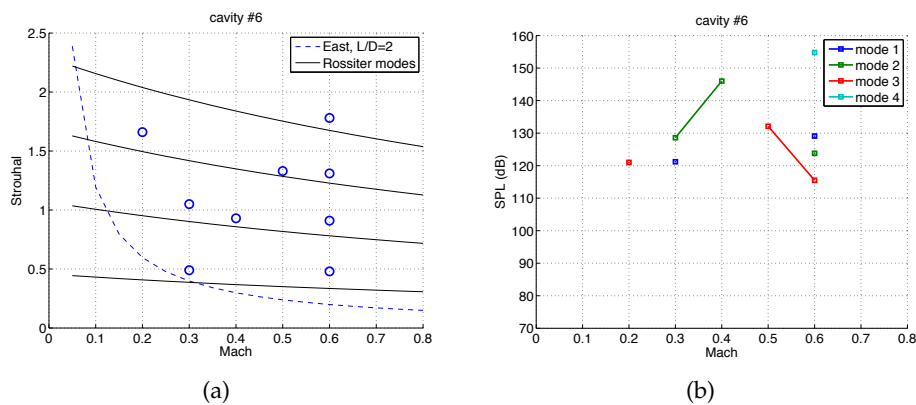 cavity #6
2.5
2
1.5
1
0.5
0
Strouhal
0 0.1 0.2 0.3 0.4 0.5 0.6 0.7 0.8
Mach
East, L/D=2
Rossiter modes
(a)
cavity #6
160
150
140
130
120
110
100
90
80
70
SPL (dB)
0 0.1 0.2 0.3 0.4 0.5 0.6 0.7 0.8
Mach
mode 1
mode 2
mode 3
mode 4
(b)